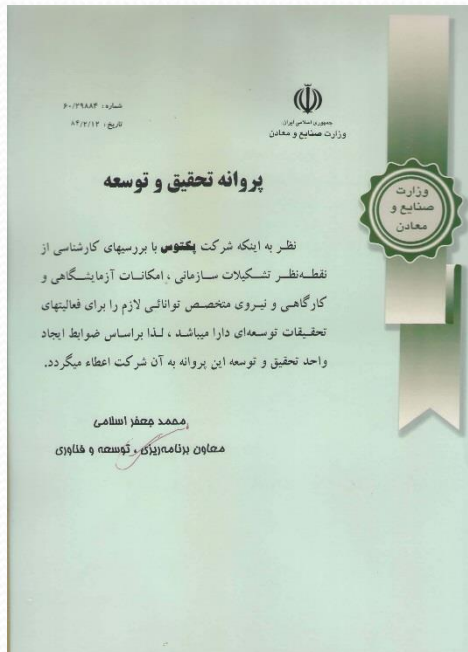 جمهوری اسلامی ایران
وزارت صنایع و معادن
شماره : ۶۰/۲۹۸۸۴
تاریخ : ۸۴/۲/۱۲
وزارت
صنایع و
معادن
پروانه تحقیق و توسعه
نظر به اینکه شرکت پکتوس با بررسیهای کارشناسی از
نقطه‌نظر تشکیلات سازمانی ، امکانات آزمایشگاهی و
کارگاهی و نیروی متخصص توانائی لازم را برای فعالیتهای
تحقیقات توسعه‌ای دارا میباشد ، لذا براساس ضوابط ایجاد
واحد تحقیق و توسعه این پروانه به آن شرکت اعطاء میگردد.
محمد جعفر اسلامی
معاون برنامه‌ریزی ، توسعه و فناوری